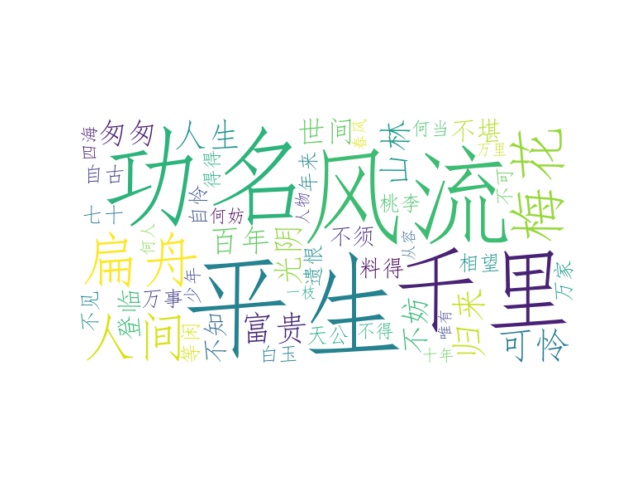 四海
匆匆
人生
功名
世间
春风
山林
何当
不堪
万里
梅花
自古
得得
风流
七十
自怜
何妨
人物
年来
桃李
不可
扁舟
何人
百年
光阴
遗恨
不须
从容
料得
千里
相望
万家
不见
登临
万事
少年
平生
人间
等闲
不知
富贵
白玉
天公
不得
不妨
十年
唯有
归来
可怜